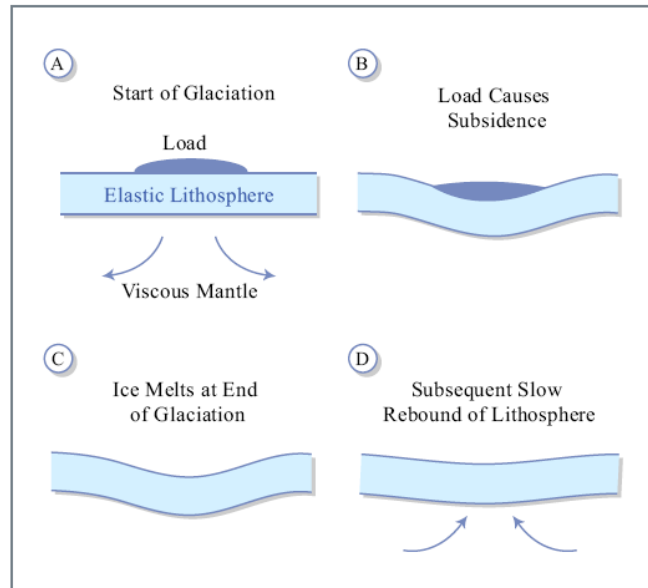 A
Start of Glaciation
Load
Elastic Lithosphere
Viscous Mantle
B
Load Causes
Subsidence
C
Ice Melts at End
of Glaciation
D
Subsequent Slow
Rebound of Lithosphere